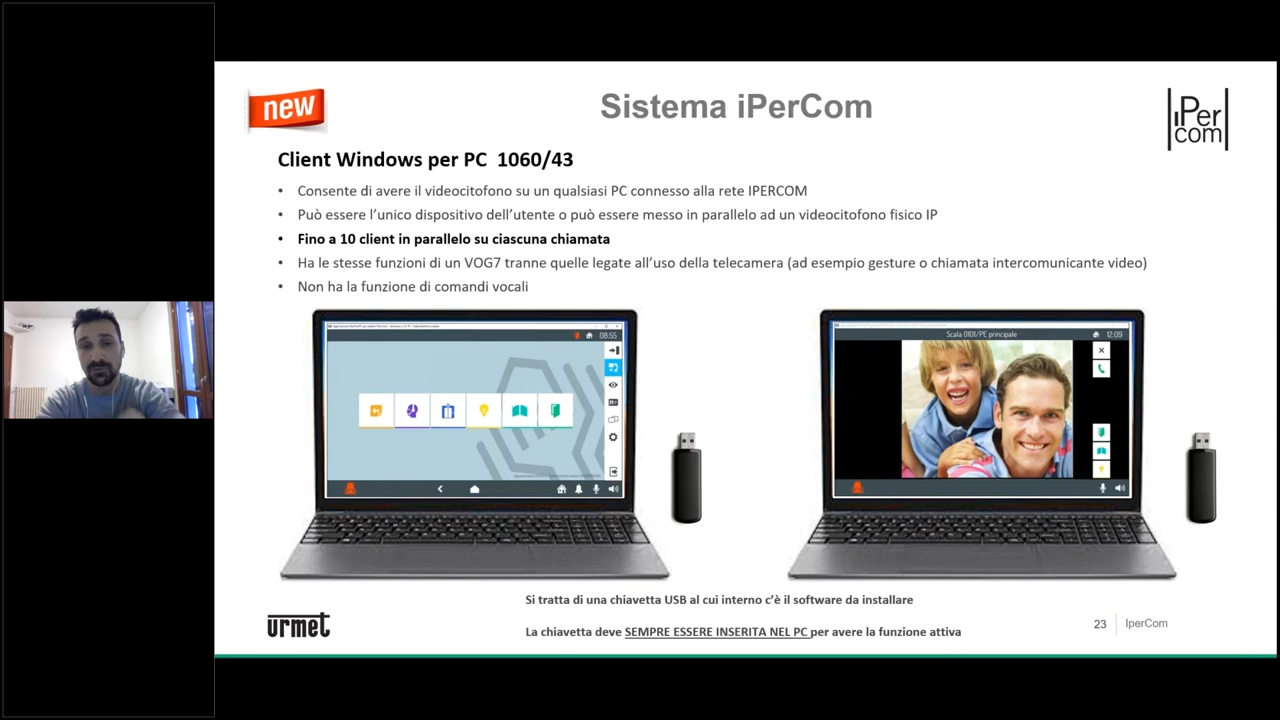 new
Sistema iPerCom
iPer
com
Client Windows per PC 1060/43
• Consente di avere il videocitofono su un qualsiasi PC connesso alla rete IPERCOM
• Può essere l'unico dispositivo dell'utente o può essere messo in parallelo ad un videocitofono fisico IP
• Fino a 10 client in parallelo su ciascuna chiamata
• Ha le stesse funzioni di un VOG7 tranne quelle legate all'uso della telecamera (ad esempio gesture o chiamata intercomunicante video)
• Non ha la funzione di comandi vocali
08:55
Scala 0101/PE principale
12:09
Si tratta di una chiavetta USB al cui interno c'è il software da installare
La chiavetta deve SEMPRE ESSERE INSERITA NEL PC per avere la funzione attiva
urmet
23
IperCom